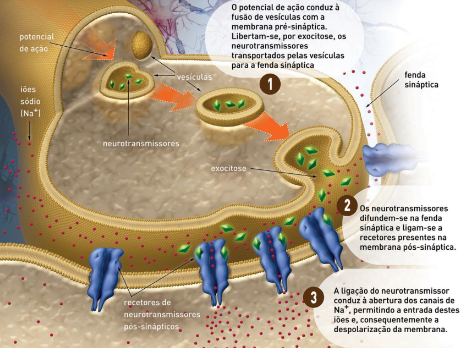 O potencial de ação conduz à
fusão de vesículas com a
membrana pré-sináptica.
Libertam-se, por exocitose, os
neurotransmissores
transportados pelas vesículas
para a fenda sináptica
1
potencial
de ação
vesículas
fenda
sináptica
iões
sódio
[Na+]
neurotransmissores
exocitose
2
Os neurotransmissores
difundem-se na fenda
sináptica e ligam-se a
recetores presentes na
membrana pós-sináptica.
recetores de
neurotransmissores
pós-sinápticos
3
A ligação do neurotransmissor
conduz à abertura dos canais de
Na+, permitindo a entrada destes
iões e, consequentemente a
despolarização da membrana.